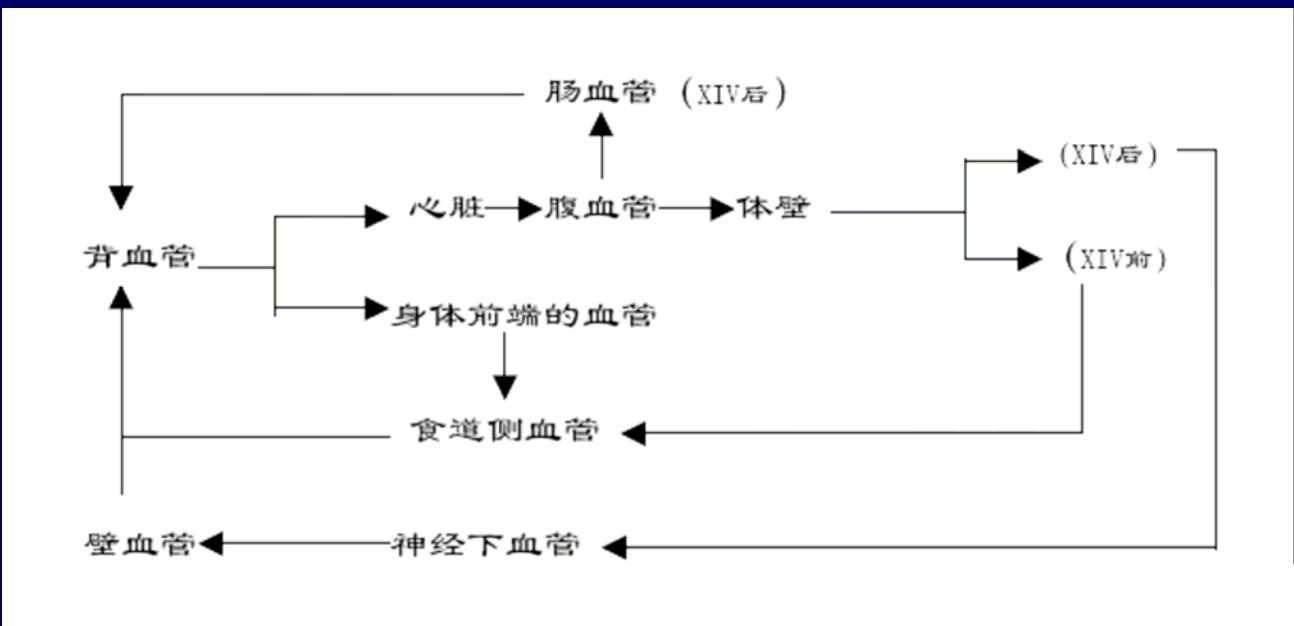 肠血管 (XIV后)
(XIV后)
心脏 腹血管 体壁
背血管
(XIV前)
身体前端的血管
食道侧血管
壁血管 神经下血管